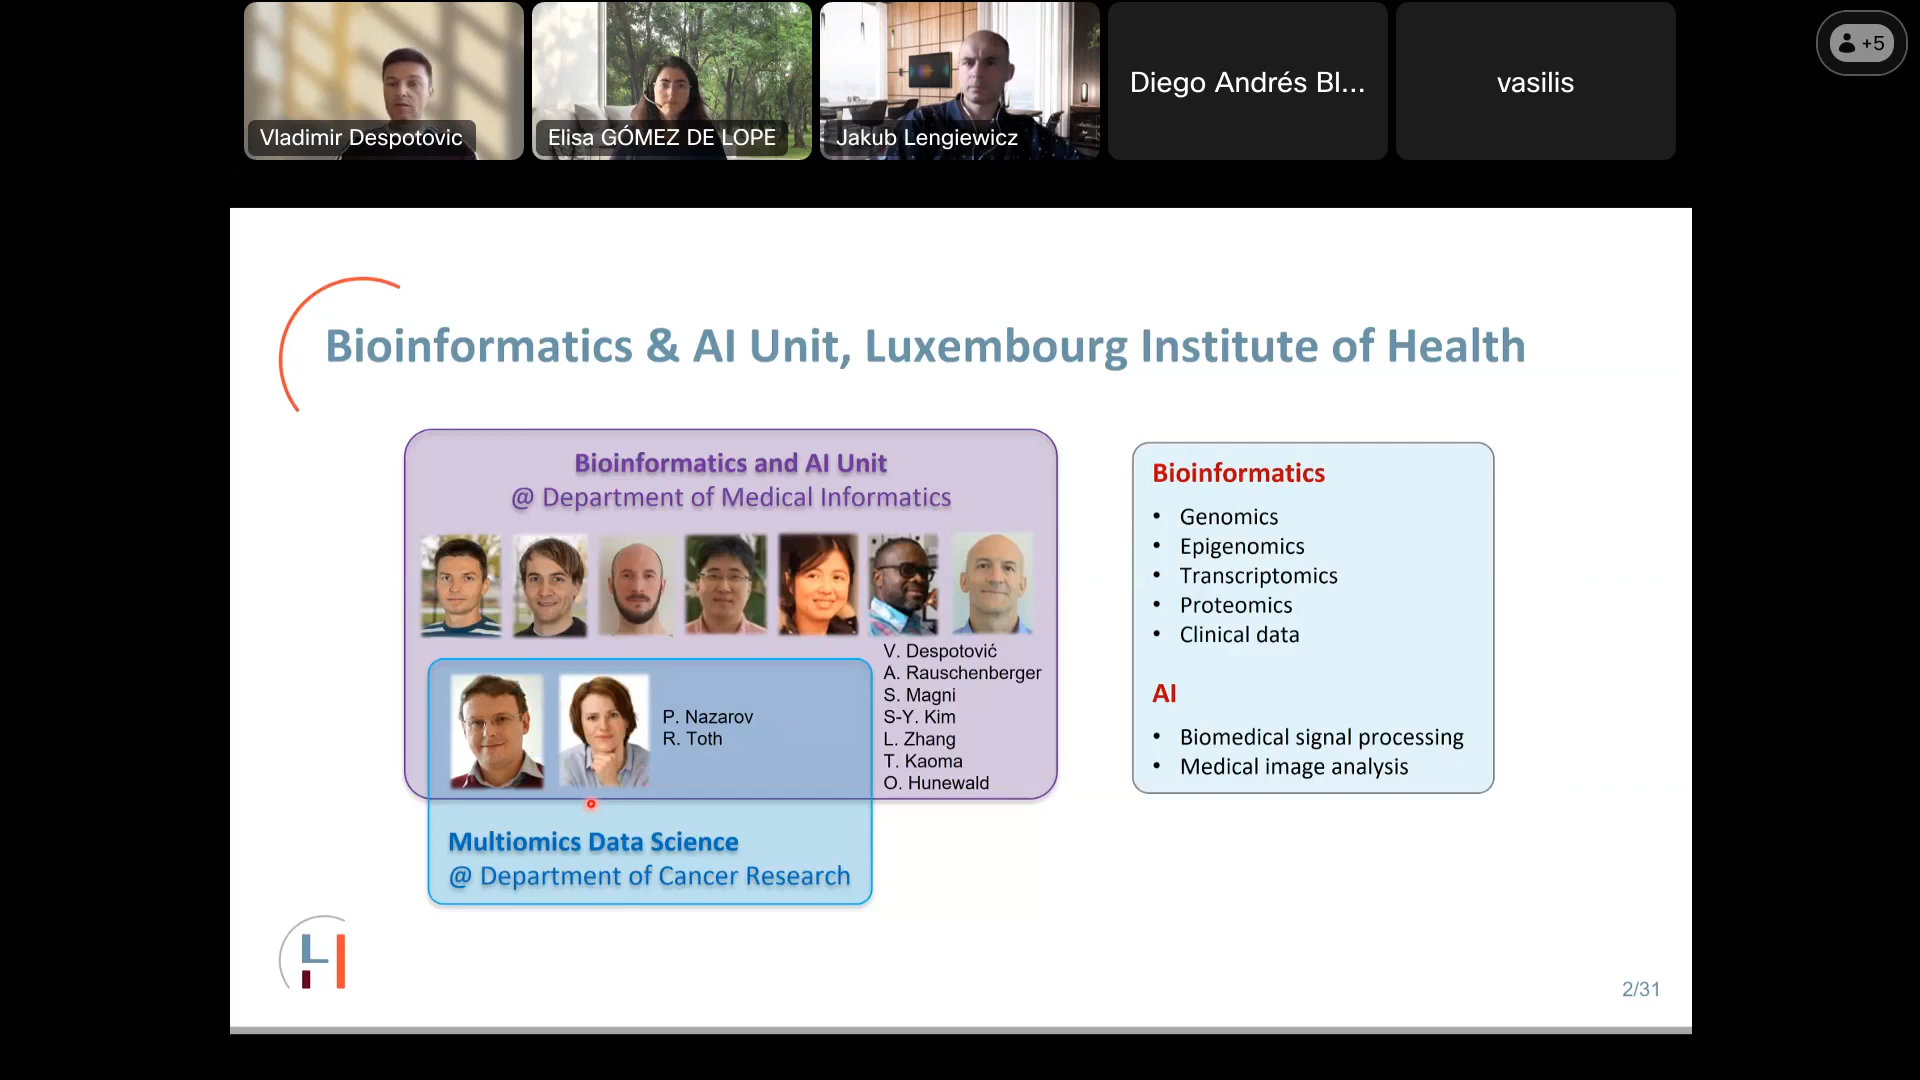 Vladimir Despotovic
Elisa GÓMEZ DE LOPE
Jakub Lengiewicz
Diego Andrés Bl...
vasilis
+5
Bioinformatics & AI Unit, Luxembourg Institute of Health
Bioinformatics and AI Unit
@ Department of Medical Informatics
V. Despotović
A. Rauschenberger
S. Magni
S-Y. Kim
L. Zhang
T. Kaoma
O. Hunewald
P. Nazarov
R. Toth
Multiomics Data Science
@ Department of Cancer Research
Bioinformatics
• Genomics
• Epigenomics
• Transcriptomics
• Proteomics
• Clinical data
AI
• Biomedical signal processing
• Medical image analysis
LIH
2/31